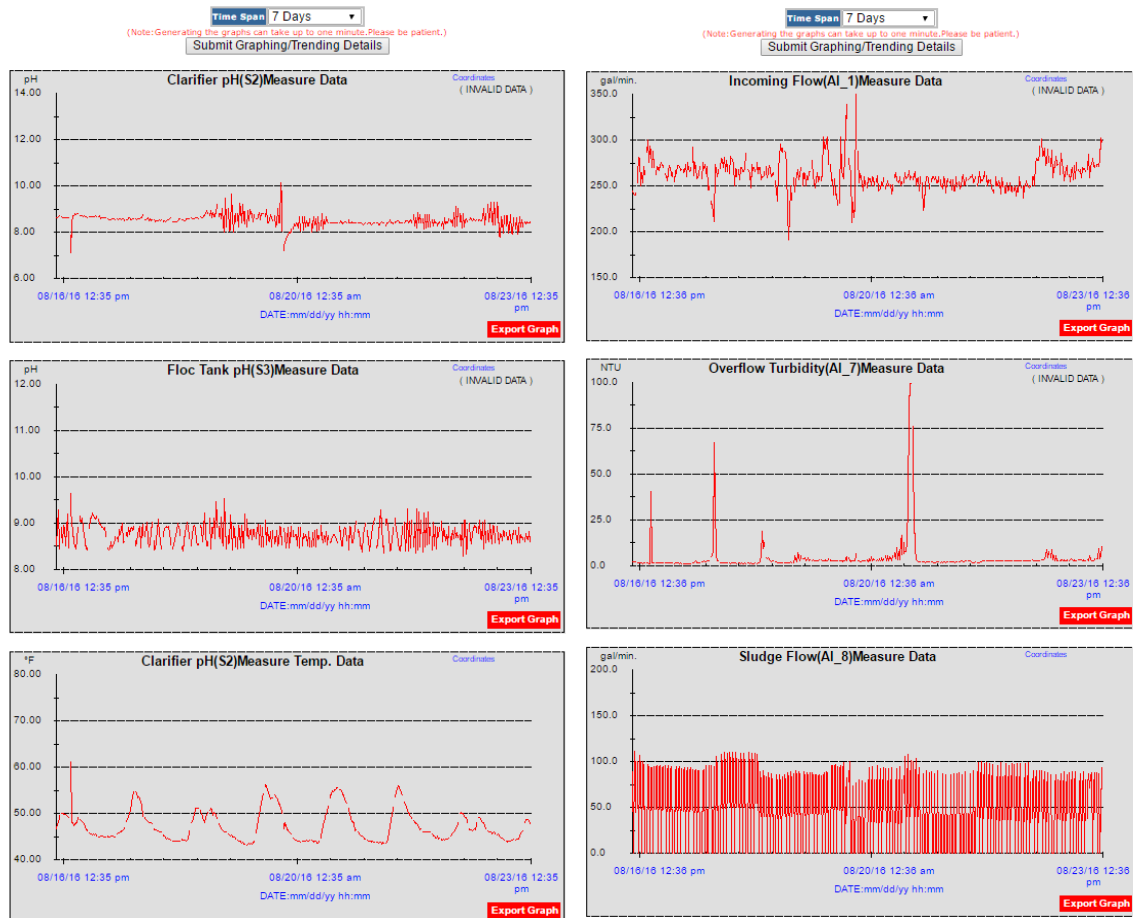 Time Span 7 Days
(Note:Generating the graphs can take up to one minute.Please be patient.)
Submit Graphing/Trending Details
pH
Clarifier pH(S2)Measure Data
Coordinates
( INVALID DATA )
14.00
12.00
10.00
8.00
6.00
08/16/16 12:35 pm
08/20/16 12:35 am
08/23/16 12:35
pm
DATE:mm/dd/yy hh:mm
Export Graph
pH
Floc Tank pH(S3)Measure Data
Coordinates
( INVALID DATA )
12.00
11.00
10.00
9.00
8.00
08/16/16 12:35 pm
08/20/16 12:35 am
08/23/16 12:35
pm
DATE:mm/dd/yy hh:mm
Export Graph
°F
Clarifier pH(S2)Measure Temp. Data
Coordinates
80.00
70.00
60.00
50.00
40.00
08/16/16 12:35 pm
08/20/16 12:35 am
08/23/16 12:35
pm
DATE:mm/dd/yy hh:mm
Export Graph
Time Span 7 Days
(Note:Generating the graphs can take up to one minute.Please be patient.)
Submit Graphing/Trending Details
gal/min.
Incoming Flow(AI_1)Measure Data
Coordinates
( INVALID DATA )
350.0
300.0
250.0
200.0
150.0
08/16/16 12:36 pm
08/20/16 12:36 am
08/23/16 12:36
pm
DATE:mm/dd/yy hh:mm
Export Graph
NTU
Overflow Turbidity(AI_7)Measure Data
Coordinates
( INVALID DATA )
100.0
75.0
50.0
25.0
0.0
08/16/16 12:36 pm
08/20/16 12:36 am
08/23/16 12:36
pm
DATE:mm/dd/yy hh:mm
Export Graph
gal/min.
Sludge Flow(AI_8)Measure Data
Coordinates
200.0
150.0
100.0
50.0
0.0
08/16/16 12:36 pm
08/20/16 12:36 am
08/23/16 12:36
pm
DATE:mm/dd/yy hh:mm
Export Graph